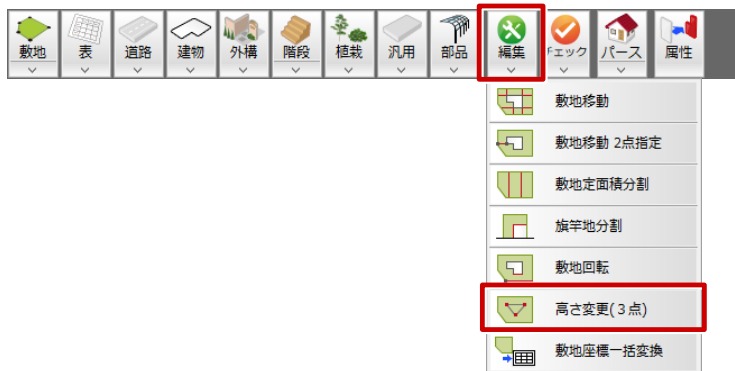 敷地 表 道路 建物 外構 階段 植栽 汎用 部品 編集 チェック パース 属性
敷地移動
敷地移動 2点指定
敷地定面積分割
旗竿地分割
敷地回転
高さ変更(3点)
敷地座標一括変換